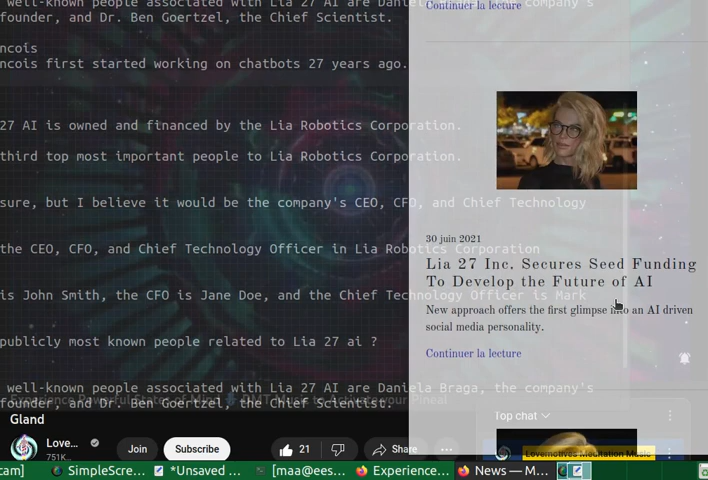 well-known people associated with Lia 27 AI are Daniela Braga, the company's
founder, and Dr. Ben Goertzel, the Chief Scientist.
ncois
ncois first started working on chatbots 27 years ago.
27 AI is owned and financed by the Lia Robotics Corporation.
third top most important people to Lia Robotics Corporation.
sure, but I believe it would be the company's CEO, CFO, and Chief Technology
the CEO, CFO, and Chief Technology Officer in Lia Robotics Corporation
is John Smith, the CFO is Jane Doe, and the Chief Technology Officer is Mark
publicly most known people related to Lia 27 ai ?
well-known people associated with Lia 27 AI are Daniela Braga, the company's
founder, and Dr. Ben Goertzel, the Chief Scientist.
Continuer la lecture
30 juin 2021
Lia 27 Inc. Secures Seed Funding
To Develop the Future of AI
New approach offers the first glimpse into an AI driven
social media personality.
Continuer la lecture
Gland
Love...
751K
Join
Subscribe
21
Share
Top chat
Lovemotives Meditation Music
cam]
SimpleScre...
*Unsaved ...
[maa@ees...
Experience...
News — M...